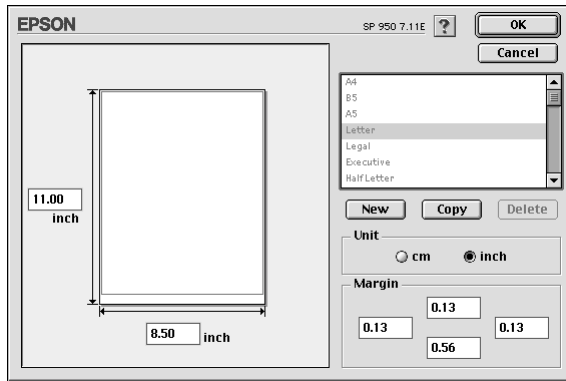 EPSON
SP 950 7.11E ? OK
Cancel
A4
B5
A5
Letter
Legal
Executive
HalfLetter
New Copy Delete
Unit
cm inch
Margin
0.13
0.13 0.13
0.56
11.00
inch
8.50 inch